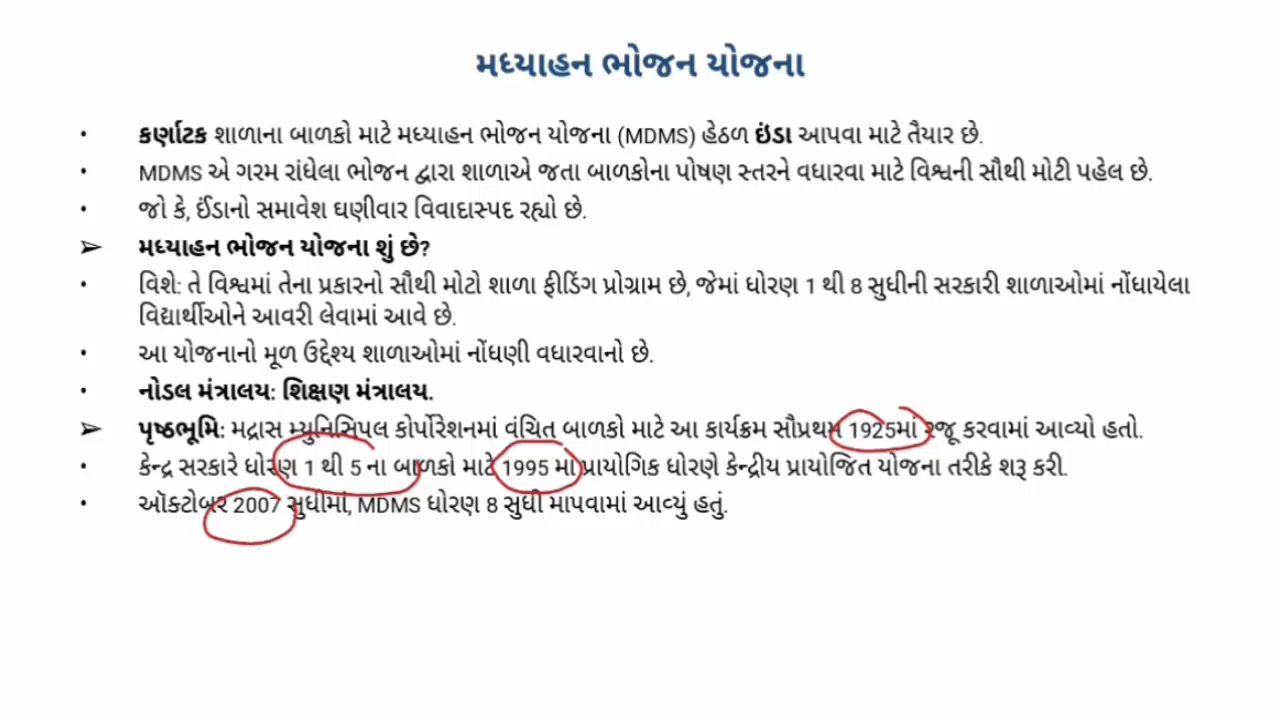 મધ્યાહન ભોજન યોજના
• કર્ણાટક શાળાના બાળકો માટે મધ્યાહન ભોજન યોજના (MDMS) હેઠળ ઇંડા આપવા માટે તૈયાર છે.
• MDMS એ ગરમ રાંધેલા ભોજન દ્વારા શાળાએ જતા બાળકોના પોષણ સ્તરને વધારવા માટે વિશ્વની સૌથી મોટી પહેલ છે.
• જો કે, ઈંડાનો સમાવેશ ઘણીવાર વિવાદાસ્પદ રહ્યો છે.
➢ મધ્યાહન ભોજન યોજના શું છે?
• વિશે: તે વિશ્વમાં તેના પ્રકારનો સૌથી મોટો શાળા ફીડિંગ પ્રોગ્રામ છે, જેમાં ધોરણ 1 થી 8 સુધીની સરકારી શાળાઓમાં નોંધાયેલા
વિદ્યાર્થીઓને આવરી લેવામાં આવે છે.
• આ યોજનાનો મૂળ ઉદ્દેશ્ય શાળાઓમાં નોંધણી વધારવાનો છે.
• નોડલ મંત્રાલય: શિક્ષણ મંત્રાલય.
➢ પૃષ્ઠભૂમિ: મદ્રાસ મ્યુનિસિપલ કોર્પોરેશનમાં વંચિત બાળકો માટે આ કાર્યક્રમ સૌપ્રથમ 1925માં રજૂ કરવામાં આવ્યો હતો.
• કેન્દ્ર સરકારે ધોરણ 1 થી 5 ના બાળકો માટે 1995 માં પ્રાયોગિક ધોરણે કેન્દ્રીય પ્રાયોજિત યોજના તરીકે શરૂ કરી.
• ઑક્ટોબર 2007 સુધીમાં, MDMS ધોરણ 8 સુધી માપવામાં આવ્યું હતું.